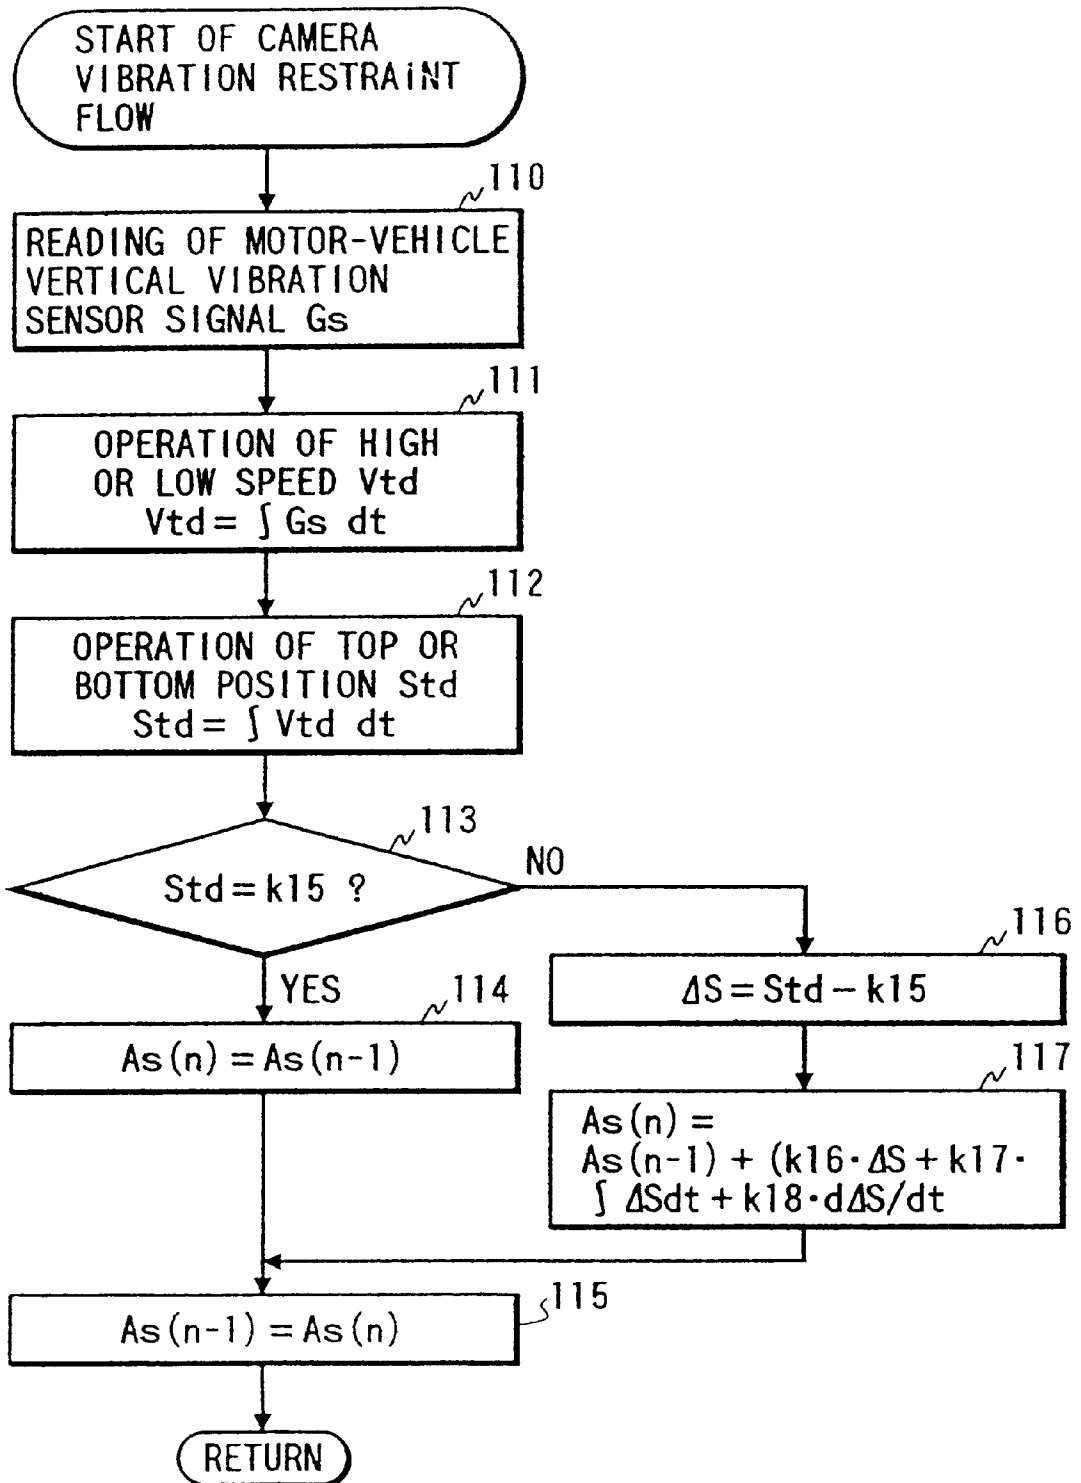 START OF CAMERA
VIBRATION RESTRAINT
FLOW
110
READING OF MOTOR-VEHICLE
VERTICAL VIBRATION
SENSOR SIGNAL Gs
111
OPERATION OF HIGH
OR LOW SPEED Vtd
Vtd = ∫ Gs dt
112
OPERATION OF TOP OR
BOTTOM POSITION Std
Std = ∫ Vtd dt
113
Std = k15 ?
NO
YES
114
As(n) = As(n-1)
116
ΔS = Std - k15
117
As(n) =
As(n-1) + (k16·ΔS + k17·
∫ ΔSdt + k18·dΔS/dt
115
As(n-1) = As(n)
RETURN